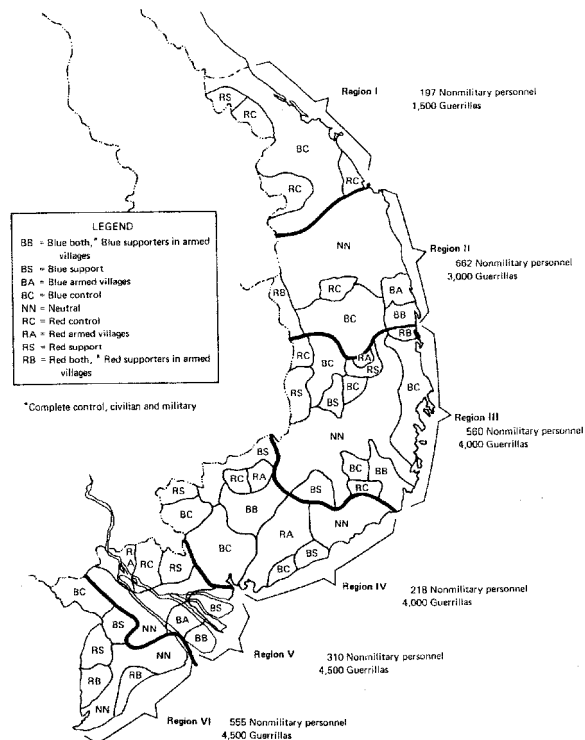 Region I
197 Nonmilitary personnel
1,500 Guerrillas
RS
RC
BC
RC
RC
LEGEND
BB = Blue both,* Blue supporters in armed
villages
BS = Blue support
BA = Blue armed villages
BC = Blue control
NN = Neutral
RC = Red control
RA = Red armed villages
RS = Red support
RB = Red both, * Red supporters in armed
villages
*Complete control, civilian and military
NN
Region II
662 Nonmilitary personnel
3,000 Guerrillas
RB
RC
BA
BC
BB
RB
RC
BC
RA
RS
BC
RS
BS
BC
Region III
560 Nonmilitary personnel
4,000 Guerrillas
NN
BS
BC
BB
RC
RS
RC
RA
BS
BC
BB
NN
RA
BC
BC
BS
Region IV
218 Nonmilitary personnel
4,000 Guerrillas
R
A
RC
RS
BC
BS
NN
BA
BS
BB
Region V
310 Nonmilitary personnel
4,500 Guerrillas
RS
NN
RB
RB
NN
Region VI
555 Nonmilitary personnel
4,500 Guerrillas